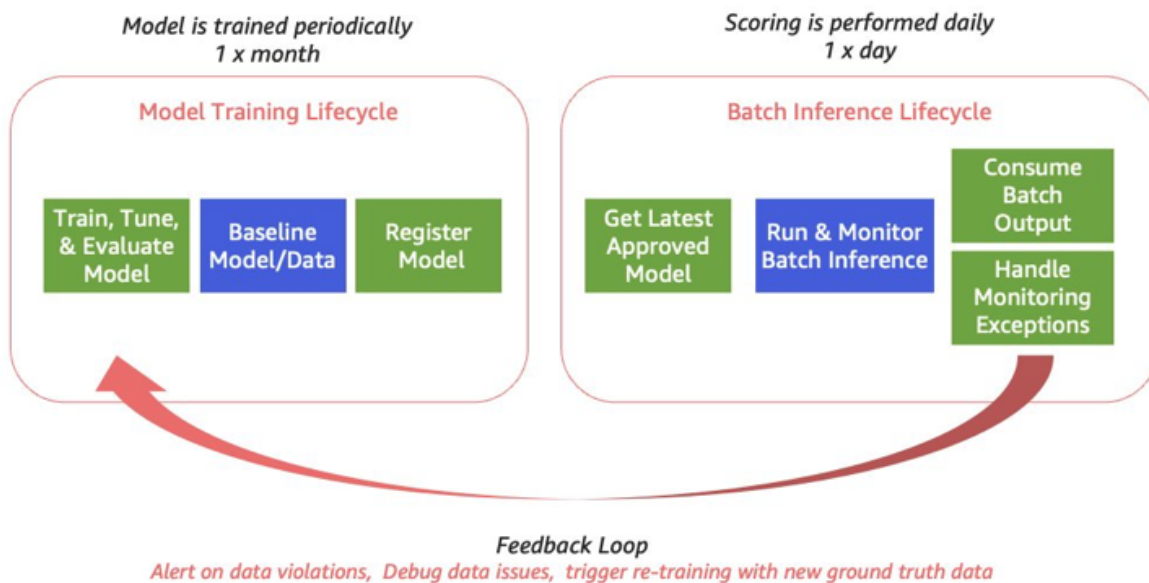 Model is trained periodically
1 x month
Scoring is performed daily
1 x day
Model Training Lifecycle
Train, Tune,
& Evaluate
Model
Baseline
Model/Data
Register
Model
Batch Inference Lifecycle
Get Latest
Approved
Model
Run & Monitor
Batch Inference
Consume
Batch
Output
Handle
Monitoring
Exceptions
Feedback Loop
Alert on data violations, Debug data issues, trigger re-training with new ground truth data